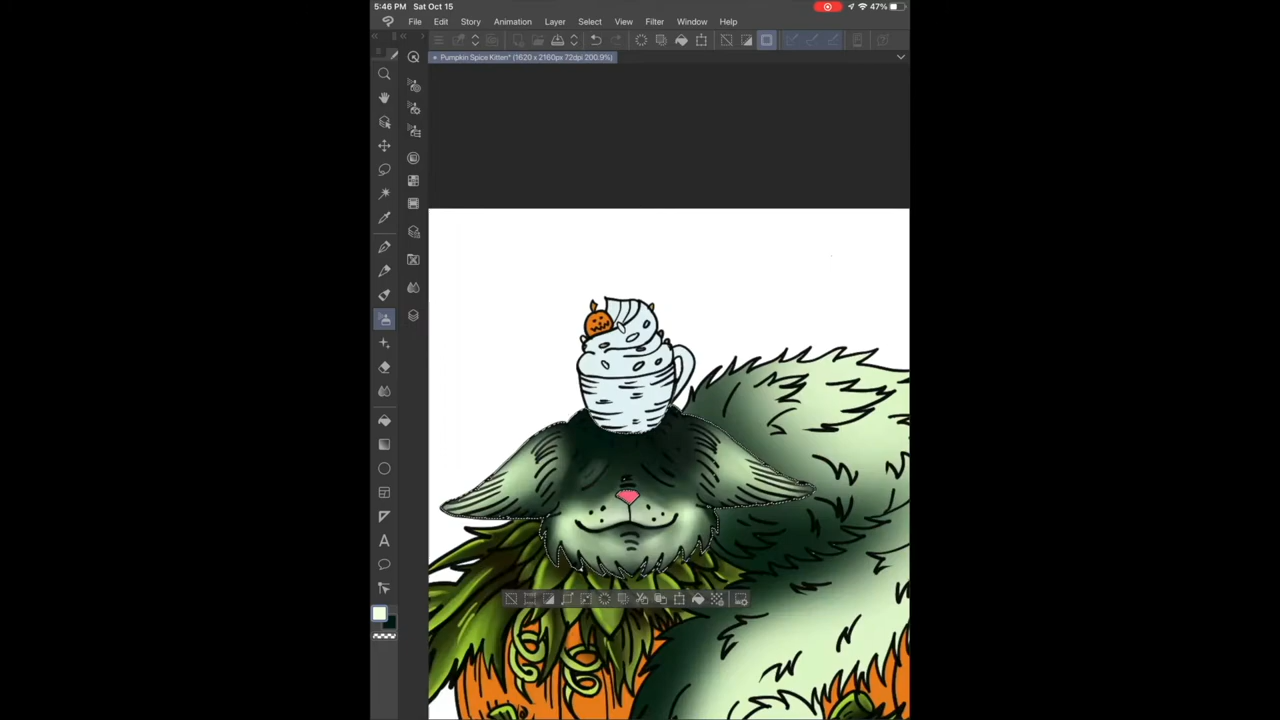 5:46 PM Sat Oct 15
47%
File Edit Story Animation Layer Select View Filter Window Help
Pumpkin Spice Kitten* (1620 x 2160px 72dpi 200.9%)